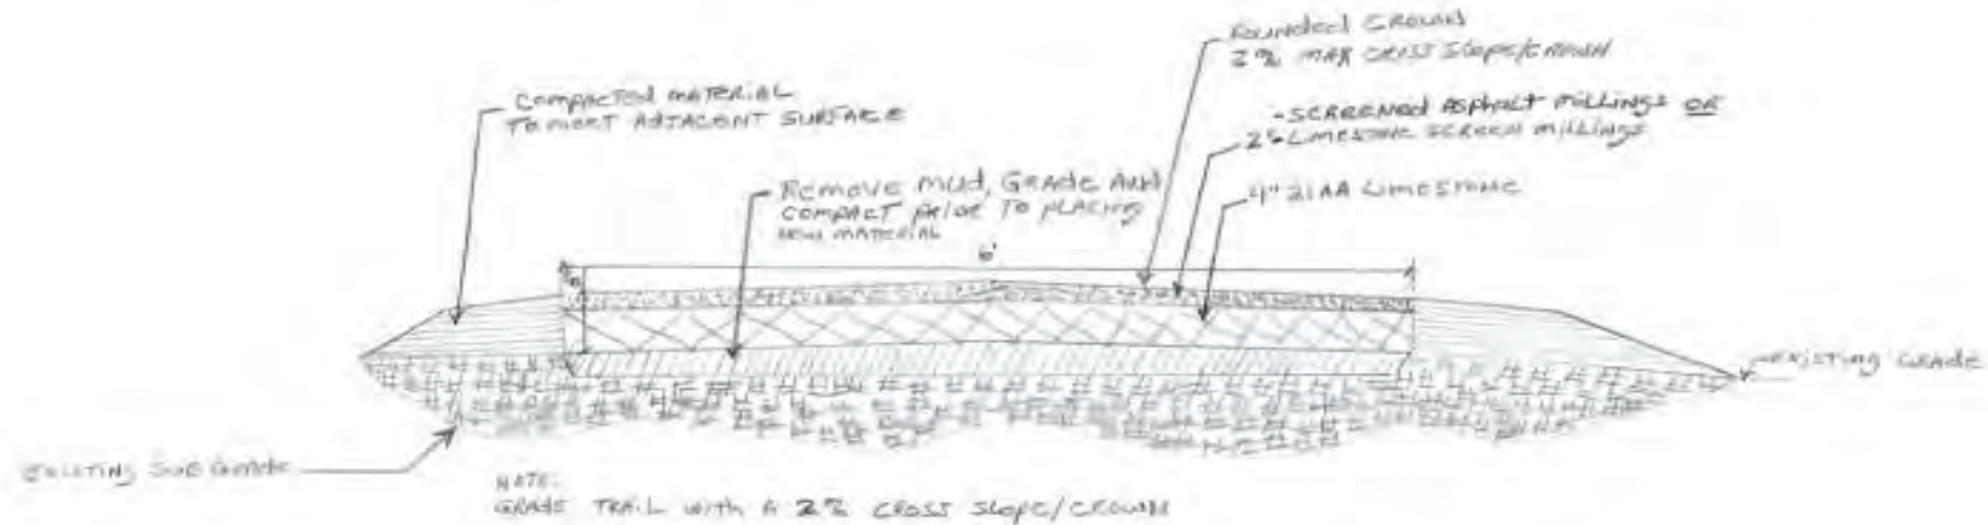 Rounded CROWN
2% MAX CROSS Slope/CROWN
Compacted MATERIAL
To meet ADJACENT SURFACE
-SCREENED Asphalt millings OR
2" Limestone SCREEN millings
Remove Mud, Grade And
COMPACT prior To placing
new MATERIAL
4" 21AA LIMESTONE
6'
Existing Grade
Existing Sub Grade
NOTE:
GRADE TRAIL with A 2% CROSS Slope/CROWN